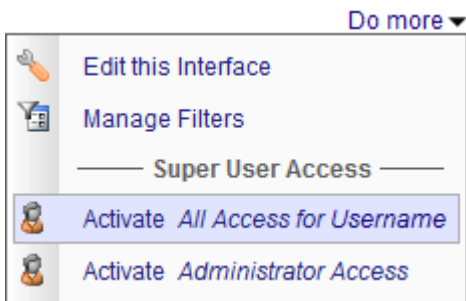 Do more
Edit this Interface
Manage Filters
Super User Access
Activate All Access for Username
Activate Administrator Access